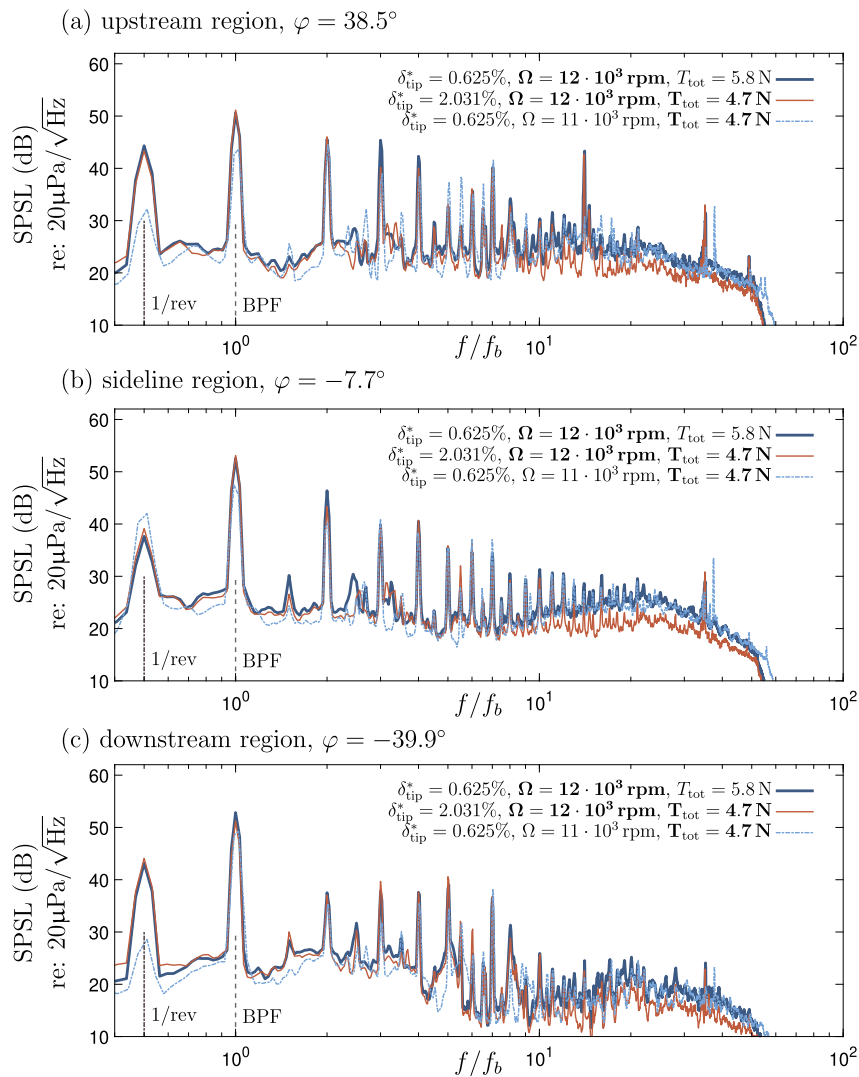 (a) upstream region, φ = 38.5°
δ*tip = 0.625%, Ω = 12 · 10³ rpm, Ttot = 5.8 N
δ*tip = 2.031%, Ω = 12 · 10³ rpm, Ttot = 4.7 N
δ*tip = 0.625%, Ω = 11 · 10³ rpm, Ttot = 4.7 N
SPSL (dB)
re: 20µPa/√Hz
60
50
40
30
20
10
1/rev
BPF
10⁰
f/fb
10¹
10²
(b) sideline region, φ = −7.7°
δ*tip = 0.625%, Ω = 12 · 10³ rpm, Ttot = 5.8 N
δ*tip = 2.031%, Ω = 12 · 10³ rpm, Ttot = 4.7 N
δ*tip = 0.625%, Ω = 11 · 10³ rpm, Ttot = 4.7 N
SPSL (dB)
re: 20µPa/√Hz
60
50
40
30
20
10
1/rev
BPF
10⁰
f/fb
10¹
10²
(c) downstream region, φ = −39.9°
δ*tip = 0.625%, Ω = 12 · 10³ rpm, Ttot = 5.8 N
δ*tip = 2.031%, Ω = 12 · 10³ rpm, Ttot = 4.7 N
δ*tip = 0.625%, Ω = 11 · 10³ rpm, Ttot = 4.7 N
SPSL (dB)
re: 20µPa/√Hz
60
50
40
30
20
10
1/rev
BPF
10⁰
f/fb
10¹
10²